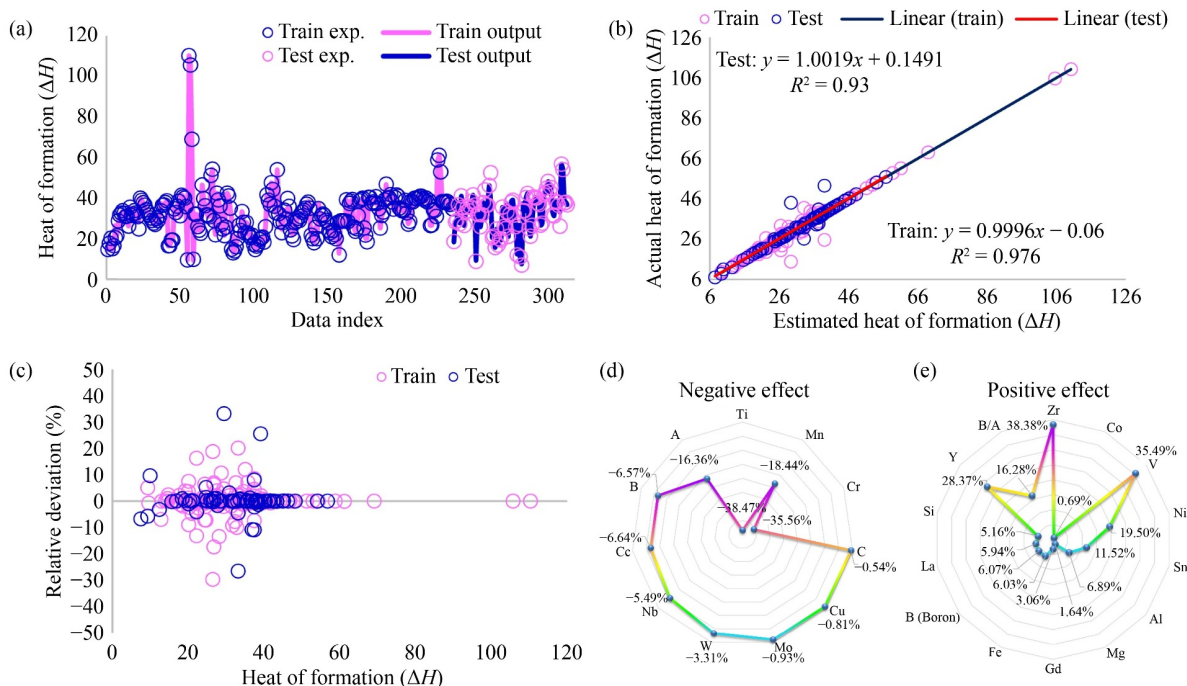 (a)
Train exp.
Train output
Test exp.
Test output
Heat of formation (ΔH)
120
100
80
60
40
20
0
0
50
100
150
200
250
300
Data index
(b)
Train
Test
Linear (train)
Linear (test)
Actual heat of formation (ΔH)
126
106
86
66
46
26
6
Test: y = 1.0019x + 0.1491
R² = 0.93
Train: y = 0.9996x − 0.06
R² = 0.976
6
26
46
66
86
106
126
Estimated heat of formation (ΔH)
(c)
Train
Test
Relative deviation (%)
50
40
30
20
10
0
−10
−20
−30
−40
−50
0
20
40
60
80
100
120
Heat of formation (ΔH)
(d)
Negative effect
Ti
Mn
Cr
C
Cu
Mo
W
Nb
Cc
B
A
−38.47%
−18.44%
−35.56%
−0.54%
−0.81%
−0.93%
−3.31%
−5.49%
−6.64%
−6.57%
−16.36%
(e)
Positive effect
Zr
Co
V
Ni
Sn
Al
Mg
Gd
Fe
B (Boron)
La
Si
Y
B/A
38.38%
0.69%
35.49%
19.50%
11.52%
6.89%
1.64%
3.06%
6.03%
6.07%
5.94%
5.16%
28.37%
16.28%